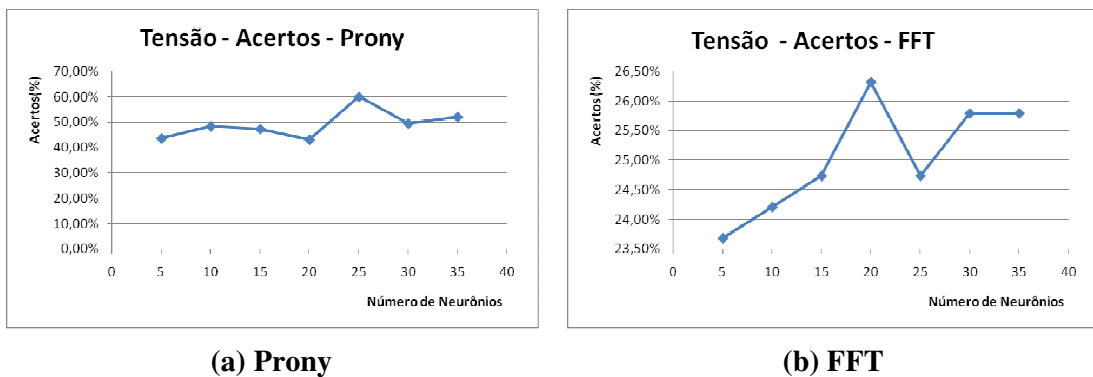 Tensão - Acertos - Prony
Acertos(%)
70,00%
60,00%
50,00%
40,00%
30,00%
20,00%
10,00%
0,00%
0 5 10 15 20 25 30 35 40
Número de Neurônios
(a) Prony
Tensão - Acertos - FFT
Acertos(%)
26,50%
26,00%
25,50%
25,00%
24,50%
24,00%
23,50%
0 5 10 15 20 25 30 35 40
Número de Neurônios
(b) FFT